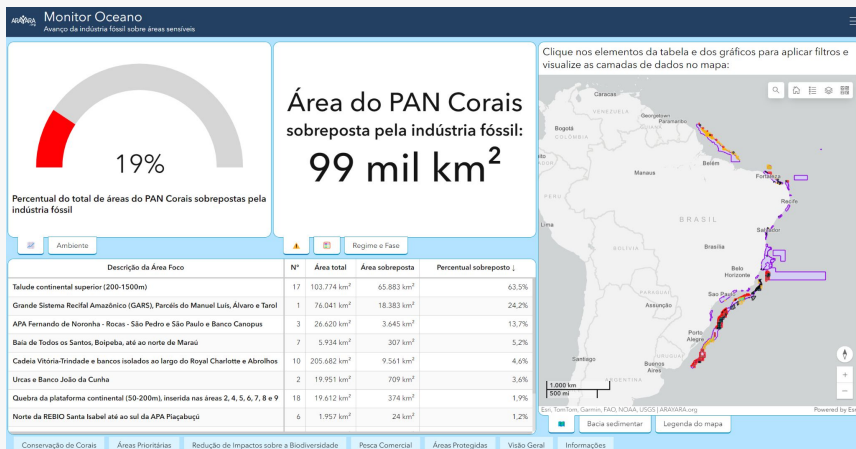 ARAYARA.org
Monitor Oceano
Avanço da indústria fóssil sobre áreas sensíveis
19%
Percentual do total de áreas do PAN Corais sobrepostas pela
indústria fóssil
Ambiente
Área do PAN Corais
sobreposta pela indústria fóssil:
99 mil km²
Regime e Fase
Descrição da Área Foco N° Área total Área sobreposta Percentual sobreposto ↓
Talude continental superior (200-1500m) 17 103.774 km² 65.883 km² 63,5%
Grande Sistema Recifal Amazônico (GARS), Parcéis do Manuel Luís, Álvaro e Tarol 1 76.041 km² 18.383 km² 24,2%
APA Fernando de Noronha - Rocas - São Pedro e São Paulo e Banco Canopus 3 26.620 km² 3.645 km² 13,7%
Baia de Todos os Santos, Boipeba, até ao norte de Maraú 7 5.934 km² 307 km² 5,2%
Cadeia Vitória-Trindade e bancos isolados ao largo do Royal Charlotte e Abrolhos 10 205.682 km² 9.561 km² 4,6%
Urcas e Banco João da Cunha 2 19.951 km² 709 km² 3,6%
Quebra da plataforma continental (50-200m), inserida nas áreas 2, 4, 5, 6, 7, 8 e 9 18 19.612 km² 374 km² 1,9%
Norte da REBIO Santa Isabel até ao sul da APA Piaçabuçú 6 1.957 km² 24 km² 1,2%
Clique nos elementos da tabela e dos gráficos para aplicar filtros e
visualize as camadas de dados no mapa:
Caracas
VENEZUELA
Georgetown
Paramaribo
Bogotá
GUIANA
COLÔMBIA
ito
ADOR
Belém
Manaus
Fortaleza
Recife
PERU
BRASIL
Lima
Salvador
BOLÍVIA
Brasília
Belo
Horizonte
PARAGUAI
São Paulo
Assunção
Porto
Alegre
Santiago
URUGUAI
Buenos
Aires
ARGENTINA
1.000 km
500 mi
+
−
Esri, TomTom, Garmin, FAO, NOAA, USGS | ARAYARA.org
Powered by Esri
Bacia sedimentar
Legenda do mapa
Conservação de Corais Áreas Prioritárias Redução de Impactos sobre a Biodiversidade Pesca Comercial Áreas Protegidas Visão Geral Informações